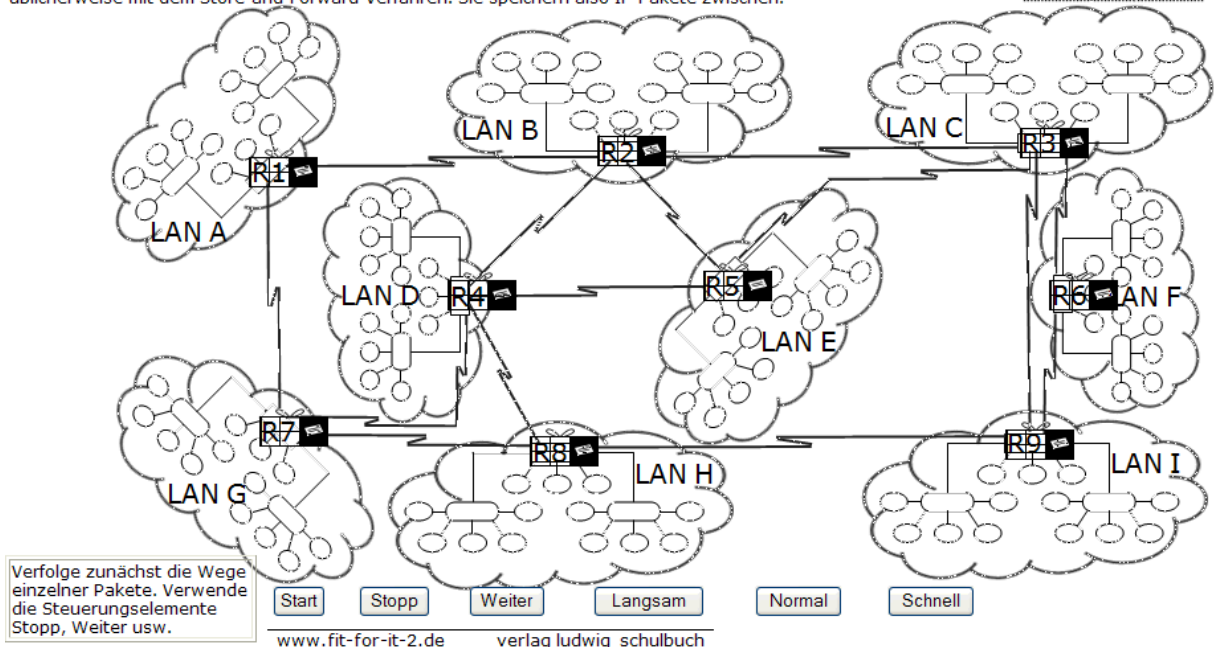 üblicherweise mit dem Store-and-Forward-Verfahren. Sie speichern also IP-Pakete zwischen.
LAN B
LAN C
R1
R2
R3
LAN A
LAN D
R4
R5
R6
LAN F
LAN E
R7
R8
R9
LAN G
LAN H
LAN I
Verfolge zunächst die Wege
einzelner Pakete. Verwende
die Steuerungselemente
Stopp, Weiter usw.
Start
Stopp
Weiter
Langsam
Normal
Schnell
www.fit-for-it-2.de
verlag ludwig schulbuch